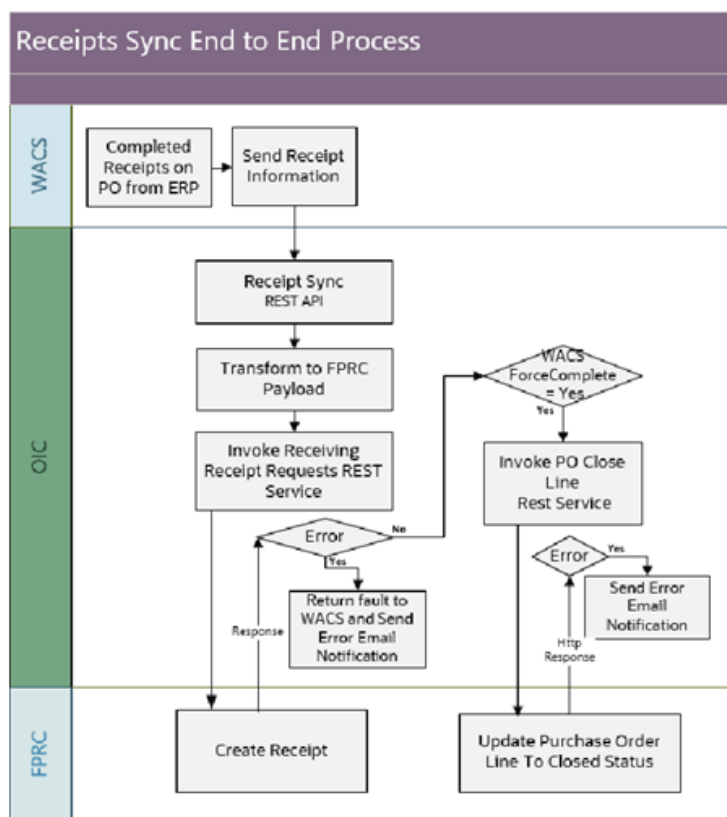 Receipts Sync End to End Process
WACS
Completed
Receipts on
PO from ERP
Send Receipt
Information
OIC
Receipt Sync
REST API
Transform to FPRC
Payload
Invoke Receiving
Receipt Requests REST
Service
Error
No
Yes
Return fault to
WACS and Send
Error Email
Notification
Response
WACS
ForceComplete
= Yes
Yes
Invoke PO Close
Line
Rest Service
Error
Yes
Send Error
Email
Notification
Http
Response
FPRC
Create Receipt
Update Purchase Order
Line To Closed Status